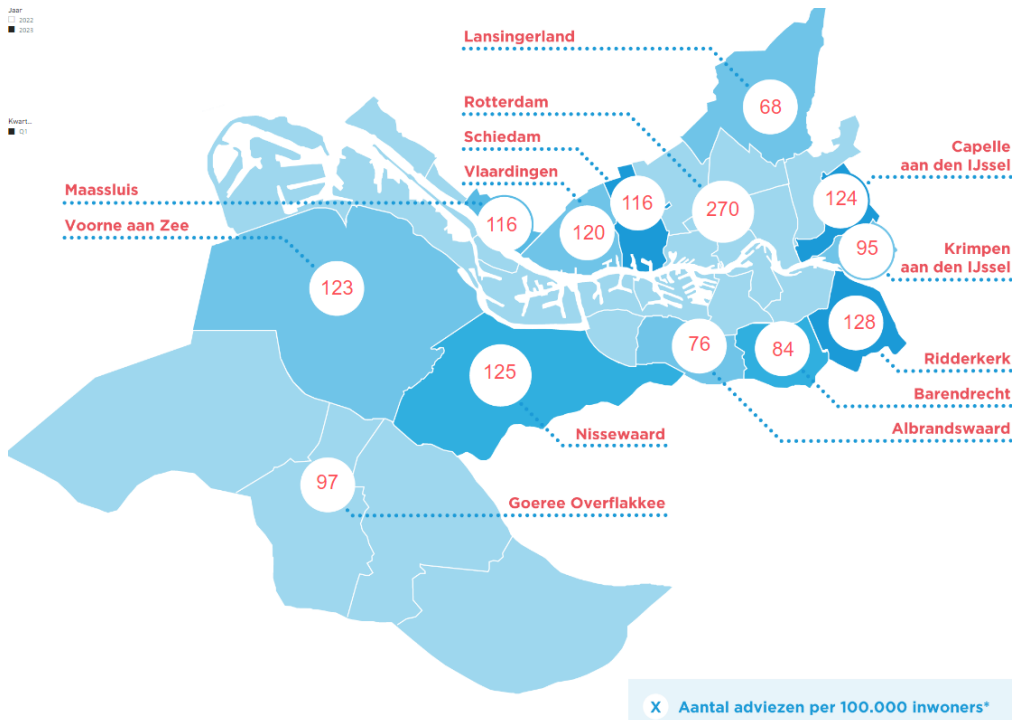 Jaar
2022
2023
Kwart...
Q1
Lansingerland
68
Rotterdam
Schiedam
Vlaardingen
Capelle
aan den IJssel
Maassluis
Voorne aan Zee
116
120
116
270
124
Krimpen
aan den IJssel
95
123
128
76
84
Ridderkerk
125
Barendrecht
Albrandswaard
Nissewaard
97
Goeree Overflakkee
X Aantal adviezen per 100.000 inwoners*